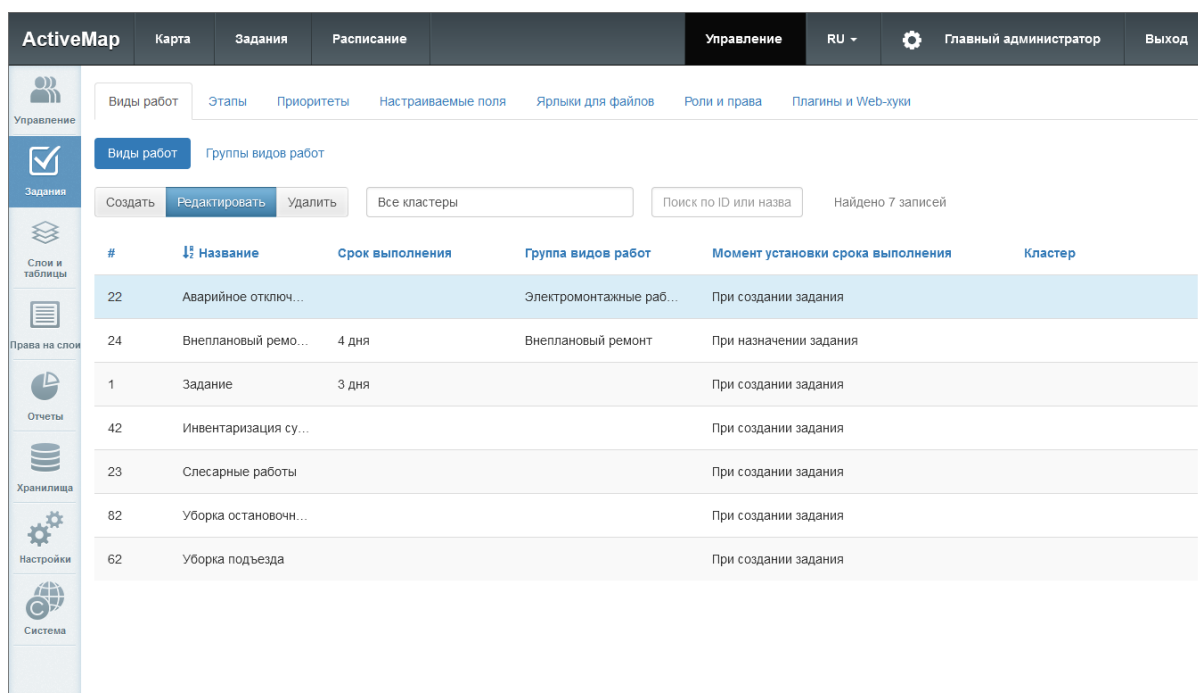 ActiveMap Карта Задания Расписание Управление RU Главный администратор Выход
Управление
Задания
Слои и таблицы
Права на слои
Отчеты
Хранилища
Настройки
Система
Виды работ Этапы Приоритеты Настраиваемые поля Ярлыки для файлов Роли и права Плагины и Web-хуки
Виды работ Группы видов работ
Создать Редактировать Удалить Все кластеры Поиск по ID или назва Найдено 7 записей
# Название Срок выполнения Группа видов работ Момент установки срока выполнения Кластер
22 Аварийное отключ... Электромонтажные раб... При создании задания
24 Внеплановый ремо... 4 дня Внеплановый ремонт При назначении задания
1 Задание 3 дня При создании задания
42 Инвентаризация су... При создании задания
23 Слесарные работы При создании задания
82 Уборка остановочн... При создании задания
62 Уборка подъезда При создании задания